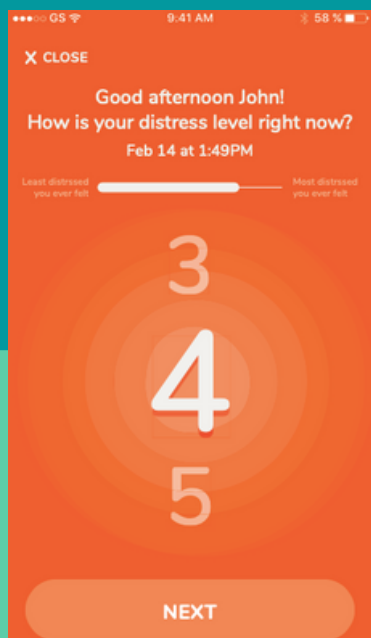 GS 9:41 AM 58 %
X CLOSE
Good afternoon John!
How is your distress level right now?
Feb 14 at 1:49PM
Least distrssed
you ever felt
Most distrssed
you ever felt
3
4
5
NEXT